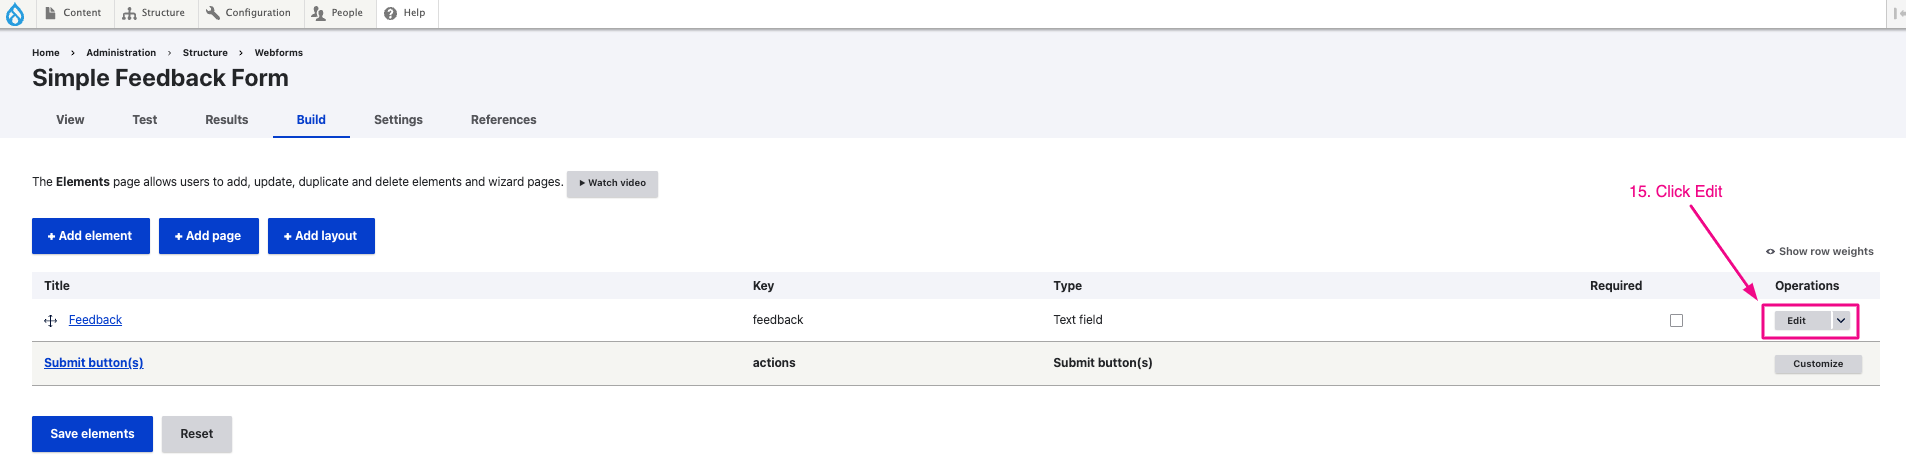 Content Structure Configuration People Help
Home › Administration › Structure › Webforms
Simple Feedback Form
View Test Results Build Settings References
The Elements page allows users to add, update, duplicate and delete elements and wizard pages. Watch video
15. Click Edit
+ Add element + Add page + Add layout
Show row weights
Title Key Type Required Operations
Feedback feedback Text field Edit
Submit button(s) actions Submit button(s) Customize
Save elements Reset